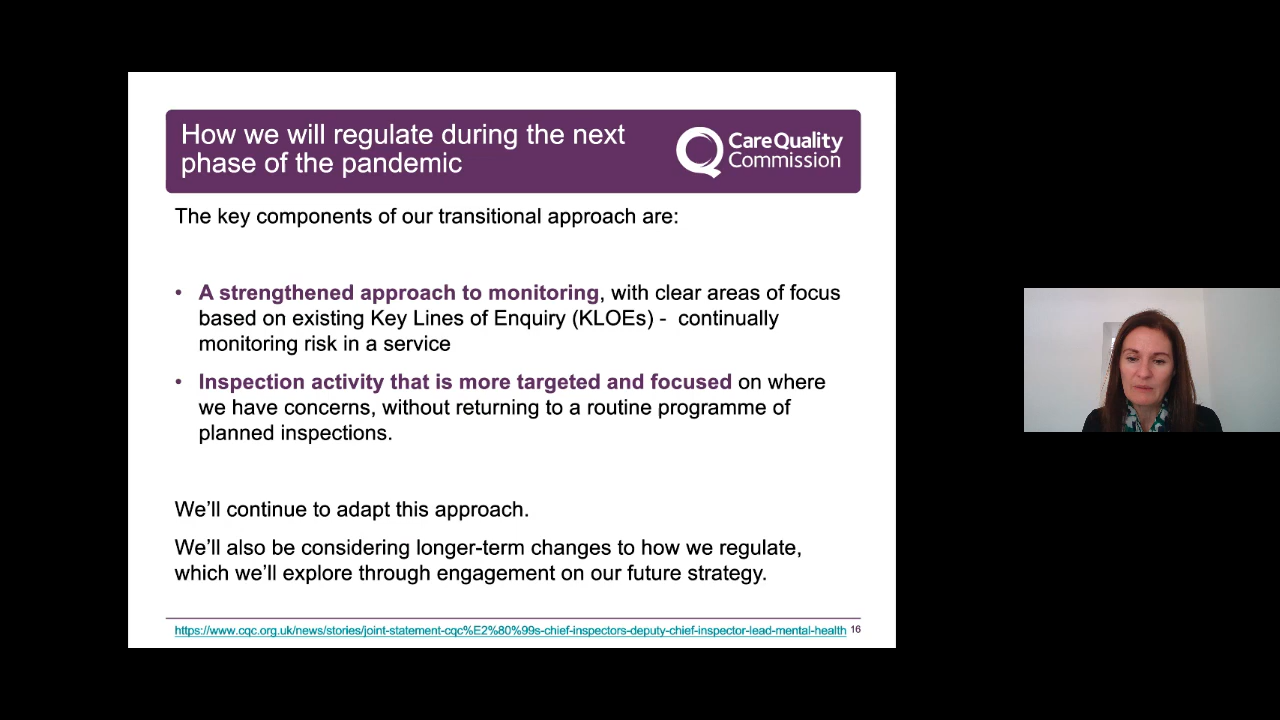 How we will regulate during the next
phase of the pandemic
CareQuality
Commission
The key components of our transitional approach are:
• A strengthened approach to monitoring, with clear areas of focus
based on existing Key Lines of Enquiry (KLOEs) -  continually
monitoring risk in a service
• Inspection activity that is more targeted and focused on where
we have concerns, without returning to a routine programme of
planned inspections.
We’ll continue to adapt this approach.
We’ll also be considering longer-term changes to how we regulate,
which we’ll explore through engagement on our future strategy.
https://www.cqc.org.uk/news/stories/joint-statement-cqc%E2%80%99s-chief-inspectors-deputy-chief-inspector-lead-mental-health 16